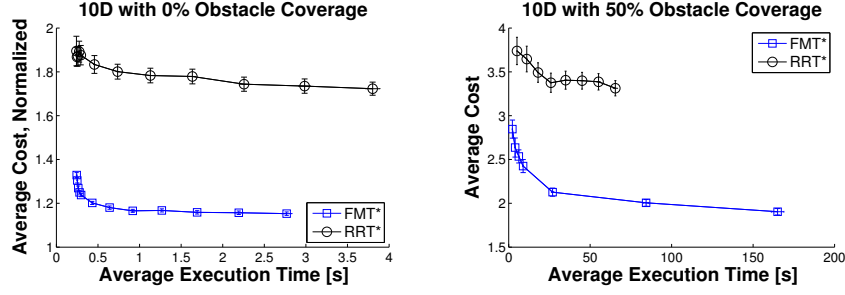 10D with 0% Obstacle Coverage
2
1.8
1.6
1.4
1.2
1
Average Cost, Normalized
0 0.5 1 1.5 2 2.5 3 3.5 4
Average Execution Time [s]
FMT*
RRT*
10D with 50% Obstacle Coverage
4
3.5
3
2.5
2
1.5
Average Cost
0 50 100 150 200
Average Execution Time [s]
FMT*
RRT*